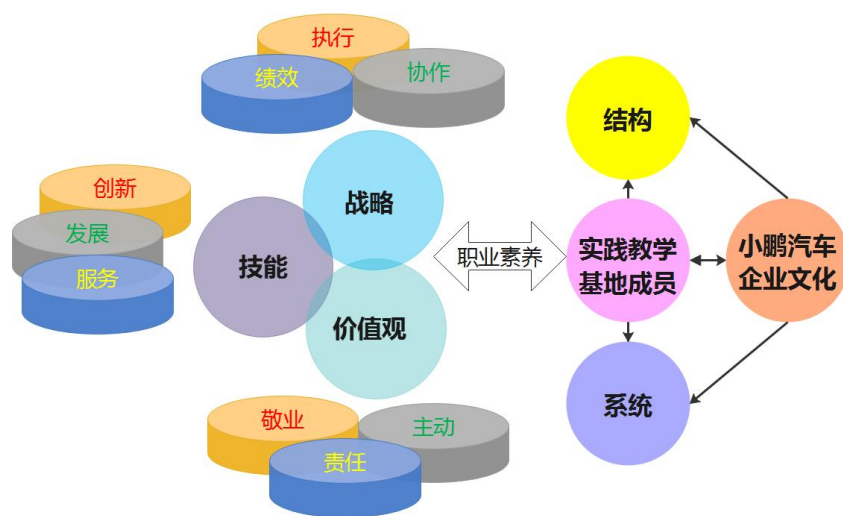 执行
绩效
协作
创新
发展
服务
战略
技能
价值观
敬业
主动
责任
职业素养
结构
实践教学
基地成员
小鹏汽车
企业文化
系统